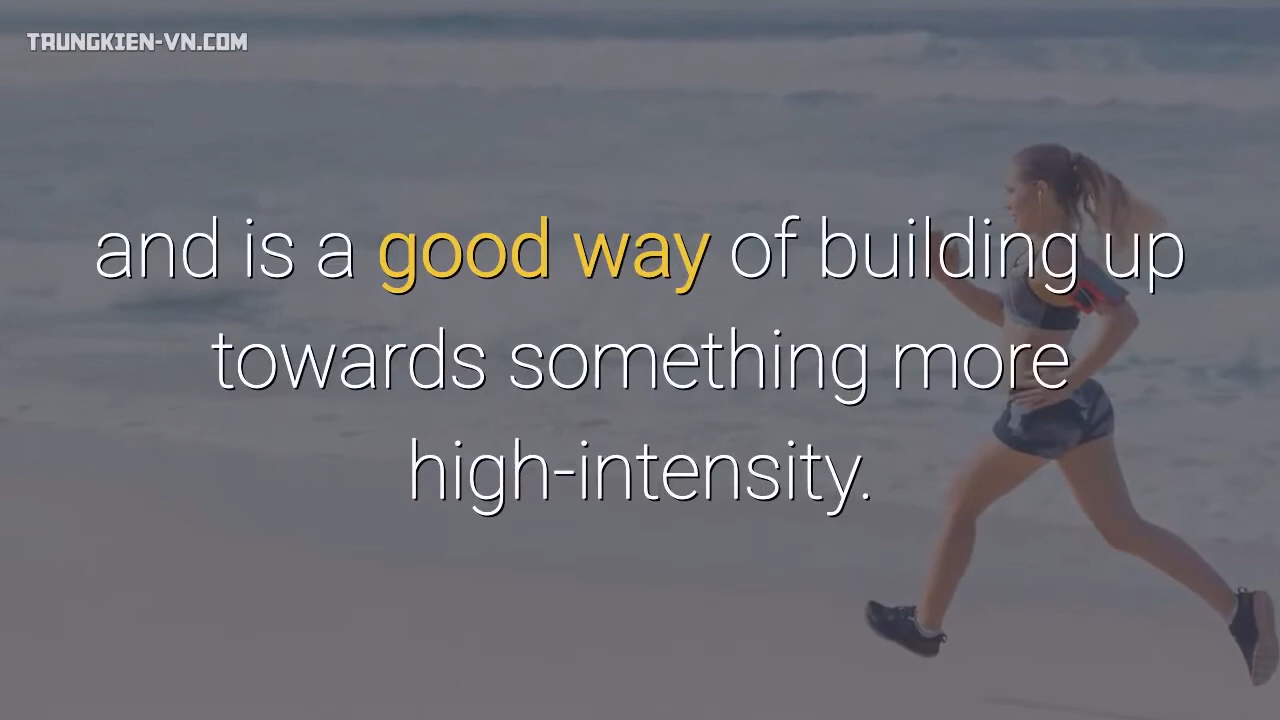 TRUNGKIEN-VN.COM
and is a good way of building up
towards something more
high-intensity.